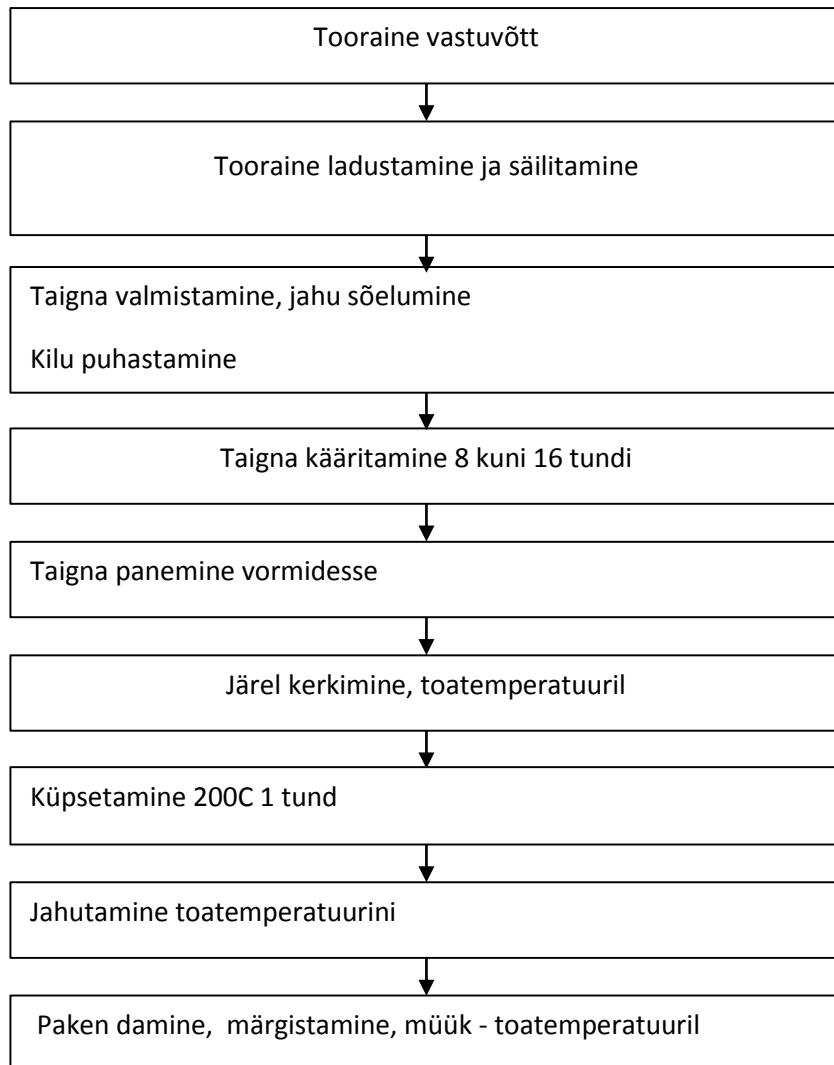 Tooraine vastuvõtt
Tooraine ladustamine ja säilitamine
Taigna valmistamine, jahu sõelumine
Kilu puhastamine
Taigna kääritamine 8 kuni 16 tundi
Taigna panemine vormidesse
Järel kerkimine, toatemperatuuril
Küpsetamine 200C 1 tund
Jahutamine toatemperatuurini
Paken damine, märgistamine, müük - toatemperatuuril